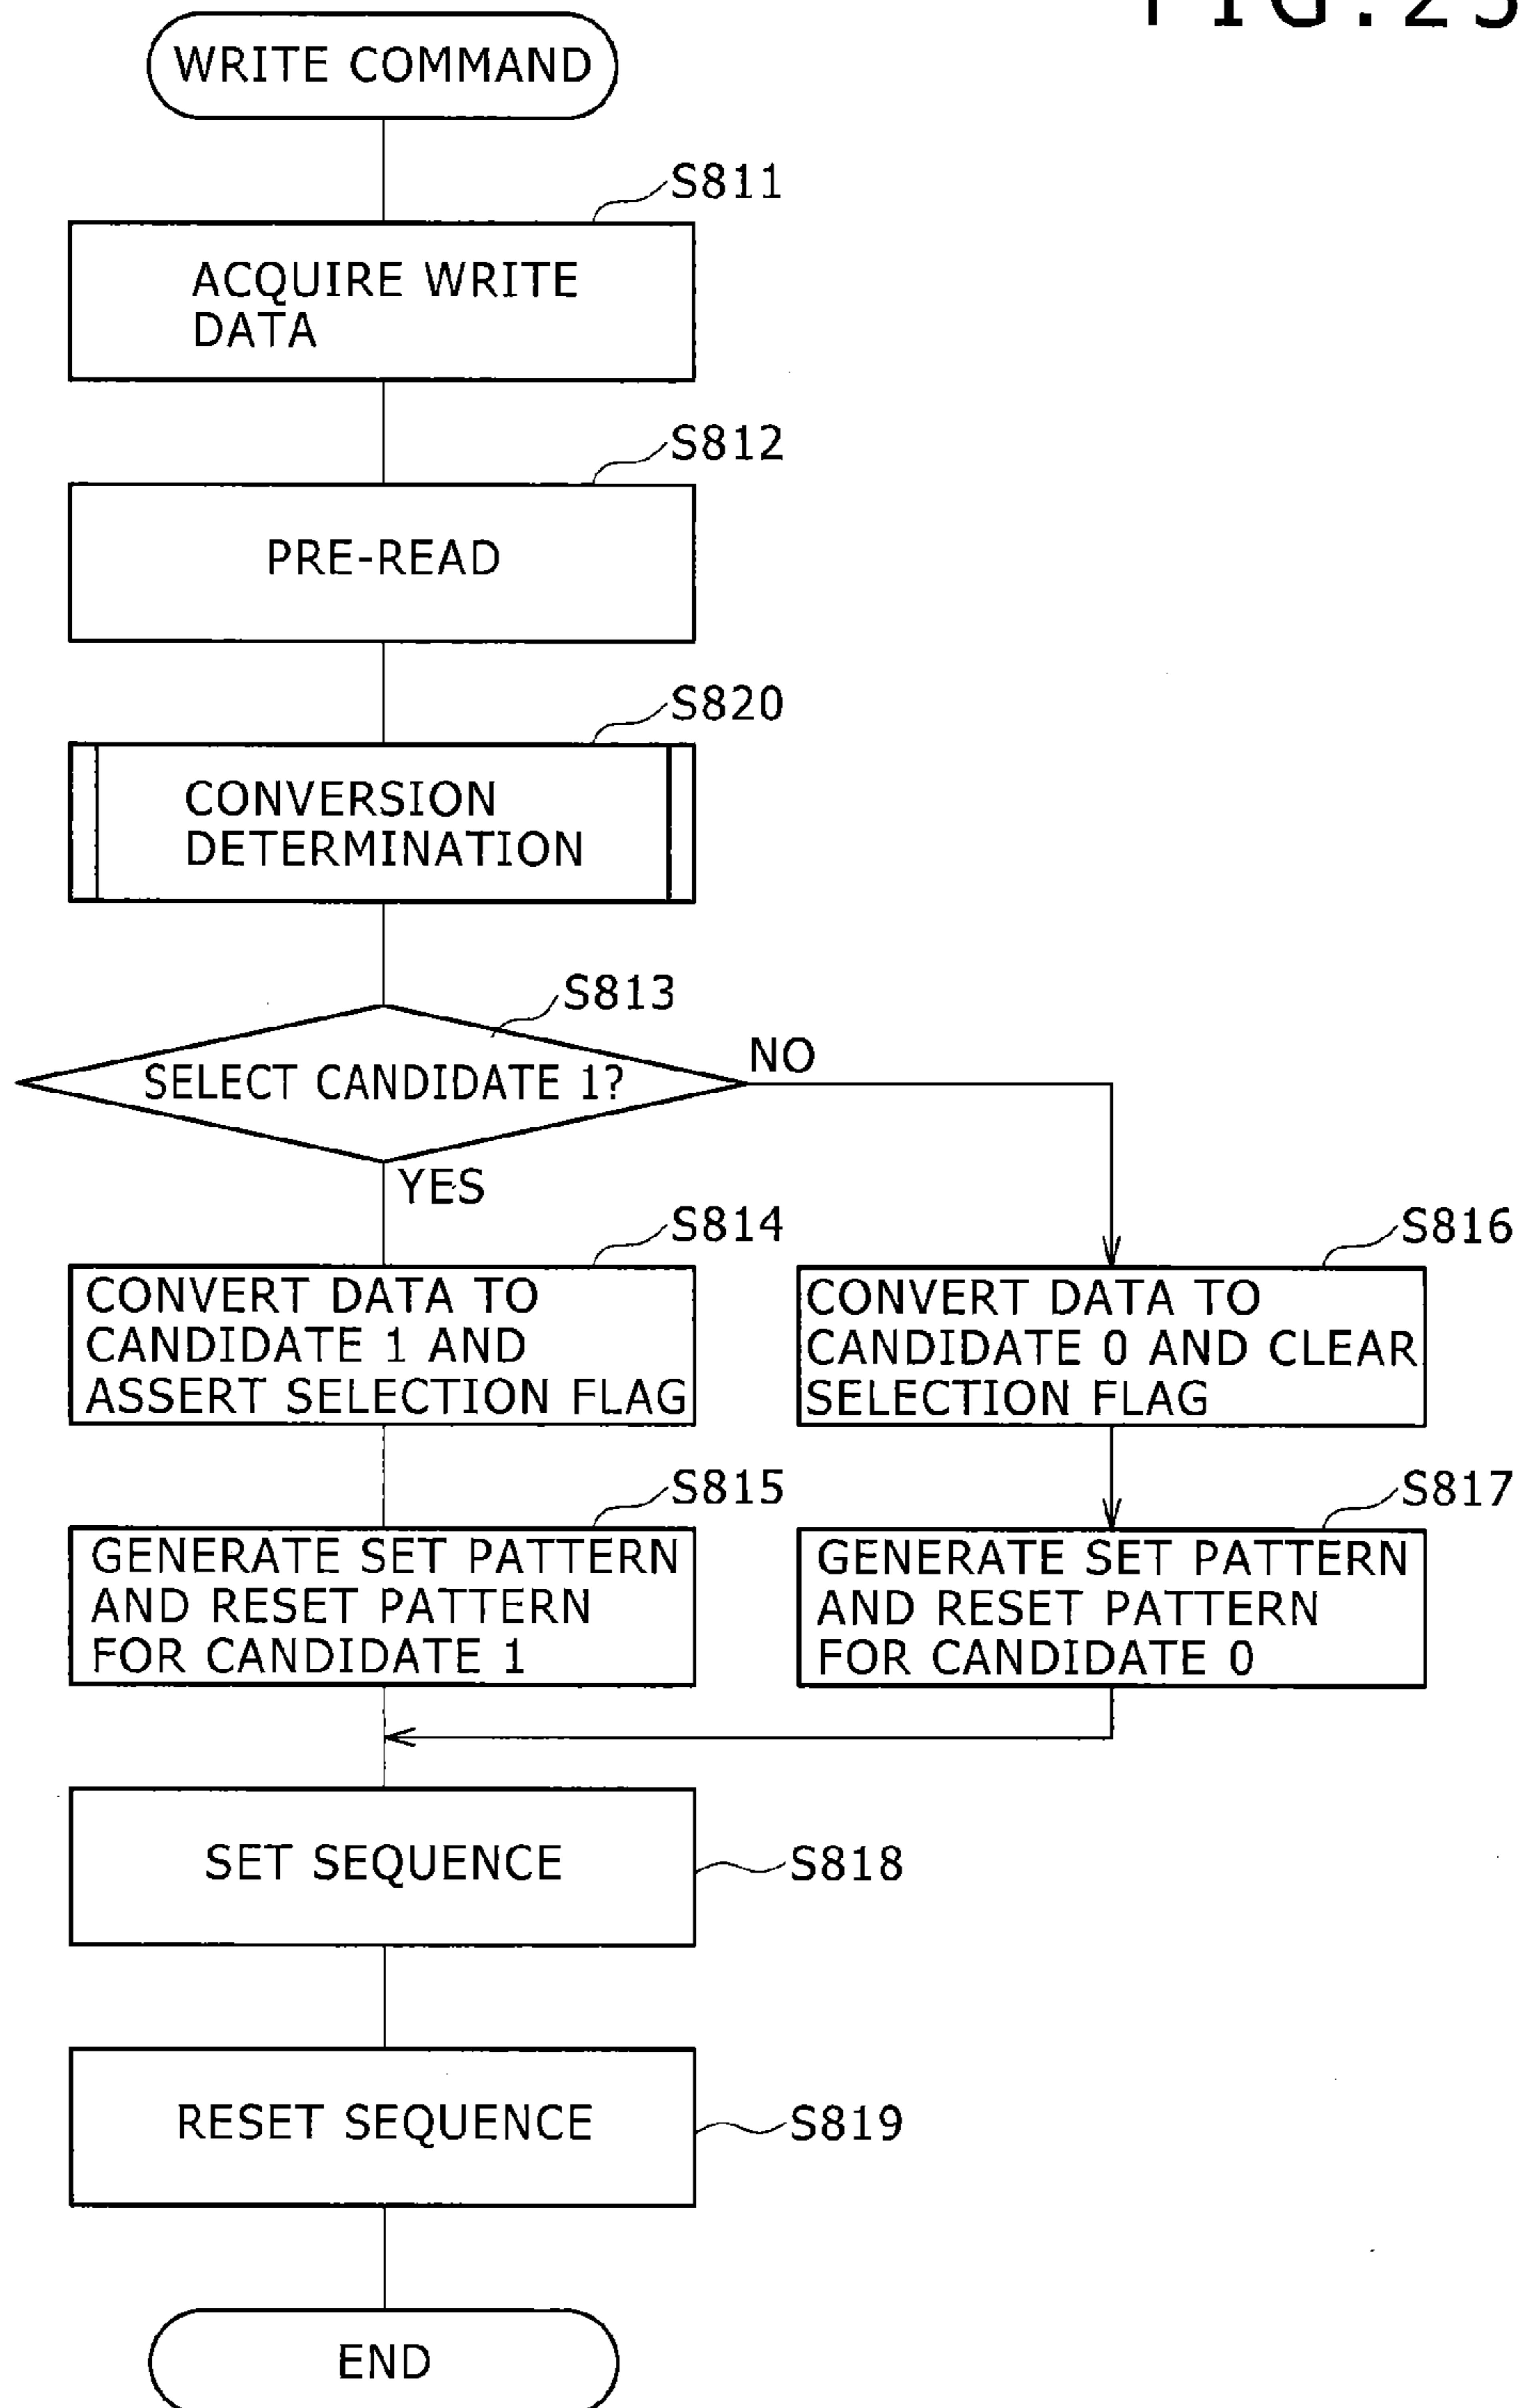 FIG.25
WRITE COMMAND
S811
ACQUIRE WRITE
DATA
S812
PRE-READ
S820
CONVERSION
DETERMINATION
S813
SELECT CANDIDATE 1?
NO
YES
S814
CONVERT DATA TO
CANDIDATE 1 AND
ASSERT SELECTION FLAG
S816
CONVERT DATA TO
CANDIDATE 0 AND CLEAR
SELECTION FLAG
S815
GENERATE SET PATTERN
AND RESET PATTERN
FOR CANDIDATE 1
S817
GENERATE SET PATTERN
AND RESET PATTERN
FOR CANDIDATE 0
SET SEQUENCE
S818
RESET SEQUENCE
S819
END